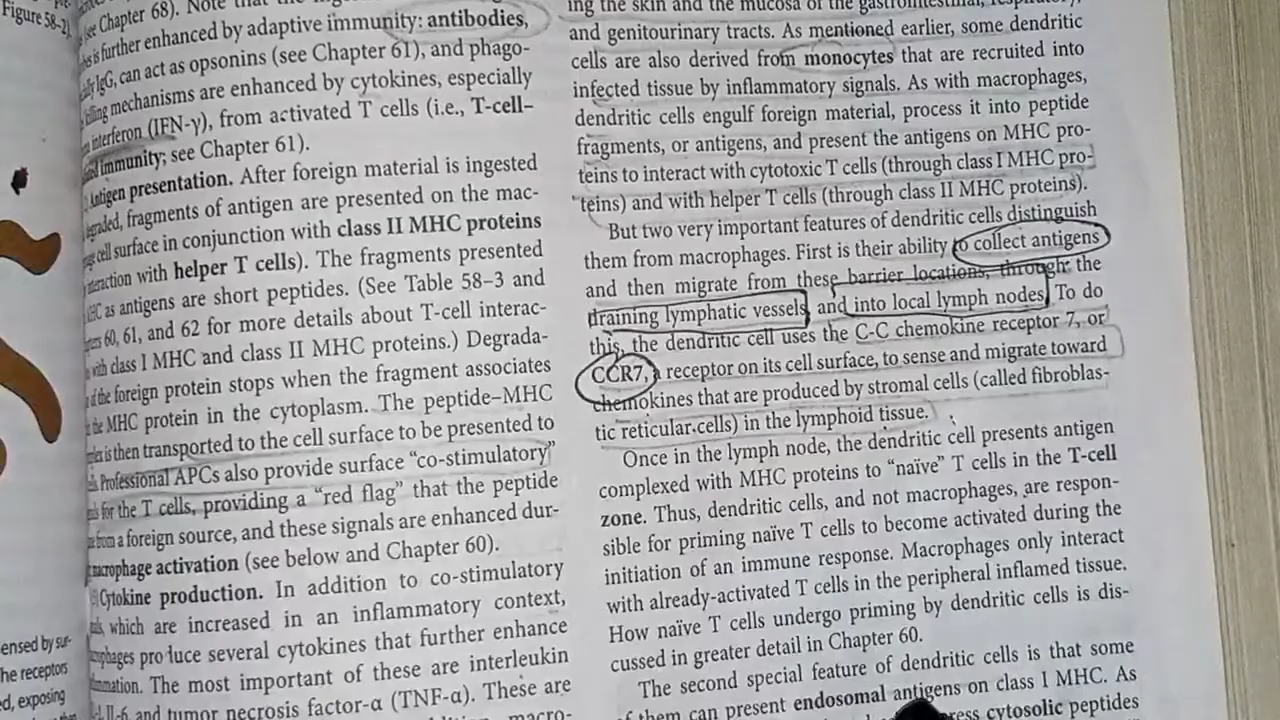 Figure 58-2).
see Chapter 68). Note that the
is further enhanced by adaptive immunity: antibodies,
IgG, can act as opsonins (see Chapter 61), and phago-
killing mechanisms are enhanced by cytokines, especially
interferon (IFN-γ), from activated T cells (i.e., T-cell–
immunity; see Chapter 61).
Antigen presentation. After foreign material is ingested
fragments of antigen are presented on the mac-
cell surface in conjunction with class II MHC proteins
interaction with helper T cells). The fragments presented
MHC as antigens are short peptides. (See Table 58–3 and
60, 61, and 62 for more details about T-cell interac-
with class I MHC and class II MHC proteins.) Degrada-
of the foreign protein stops when the fragment associates
MHC protein in the cytoplasm. The peptide–MHC
is then transported to the cell surface to be presented to
Professional APCs also provide surface “co-stimulatory”
for the T cells, providing a “red flag” that the peptide
from a foreign source, and these signals are enhanced dur-
macrophage activation (see below and Chapter 60).
Cytokine production. In addition to co-stimulatory
which are increased in an inflammatory context,
produce several cytokines that further enhance
The most important of these are interleukin
IL-6, and tumor necrosis factor-α (TNF-α). These are
macro-
ensed by sur-
he receptors
ed, exposing
ing the skin and the mucosa of the gastrointestinal, respiratory,
and genitourinary tracts. As mentioned earlier, some dendritic
cells are also derived from monocytes that are recruited into
infected tissue by inflammatory signals. As with macrophages,
dendritic cells engulf foreign material, process it into peptide
fragments, or antigens, and present the antigens on MHC pro-
teins to interact with cytotoxic T cells (through class I MHC pro-
teins) and with helper T cells (through class II MHC proteins).
But two very important features of dendritic cells distinguish
them from macrophages. First is their ability to collect antigens
and then migrate from these barrier locations, through the
draining lymphatic vessels, and into local lymph nodes. To do
this, the dendritic cell uses the C-C chemokine receptor 7, or
CCR7, a receptor on its cell surface, to sense and migrate toward
chemokines that are produced by stromal cells (called fibroblas-
tic reticular cells) in the lymphoid tissue.
Once in the lymph node, the dendritic cell presents antigen
complexed with MHC proteins to “naïve” T cells in the T-cell
zone. Thus, dendritic cells, and not macrophages, are respon-
sible for priming naïve T cells to become activated during the
initiation of an immune response. Macrophages only interact
with already-activated T cells in the peripheral inflamed tissue.
How naïve T cells undergo priming by dendritic cells is dis-
cussed in greater detail in Chapter 60.
The second special feature of dendritic cells is that some
of them can present endosomal antigens on class I MHC. As
cytosolic peptides